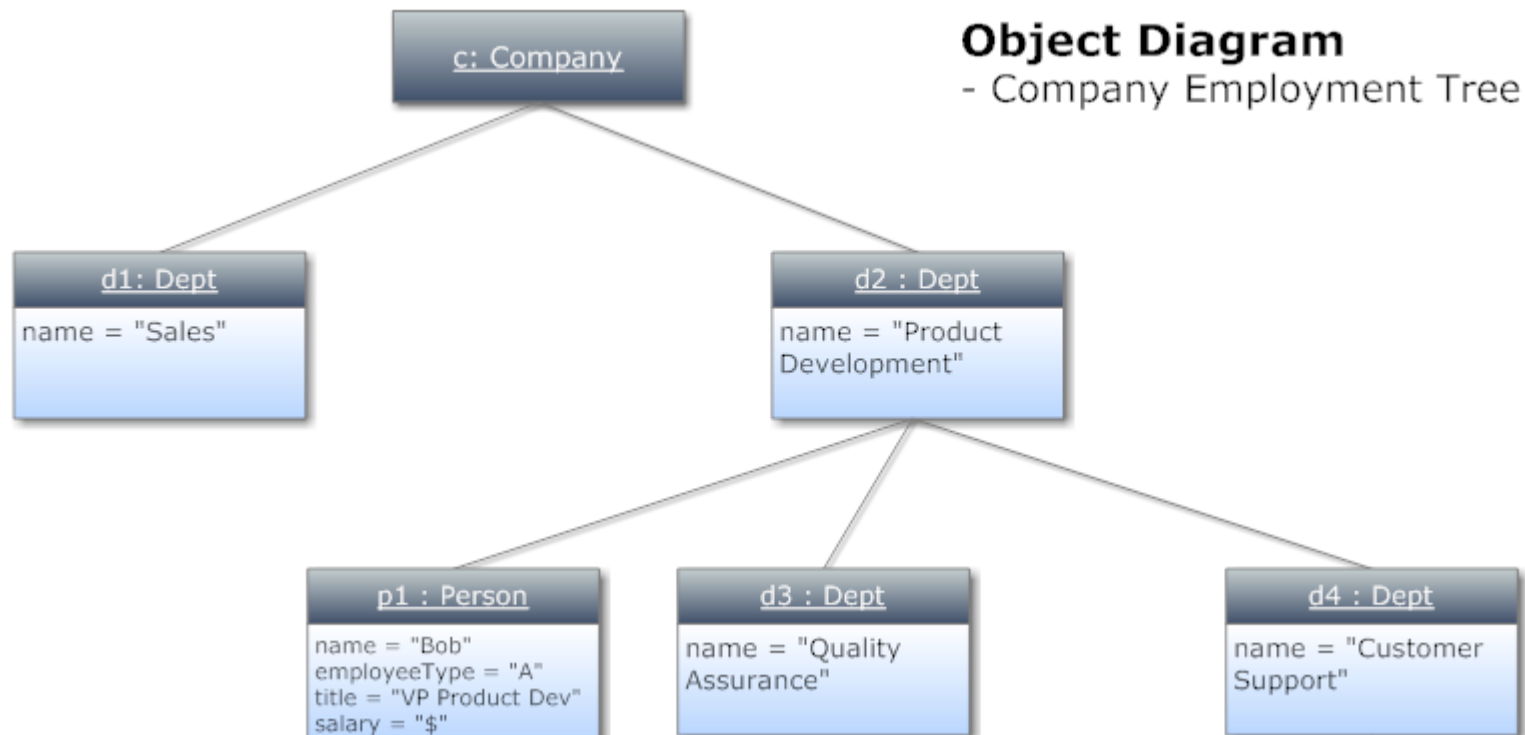 c: Company
Object Diagram
- Company Employment Tree
d1: Dept
name = "Sales"
d2 : Dept
name = "Product
Development"
p1 : Person
name = "Bob"
employeeType = "A"
title = "VP Product Dev"
salary = "$"
d3 : Dept
name = "Quality
Assurance"
d4 : Dept
name = "Customer
Support"